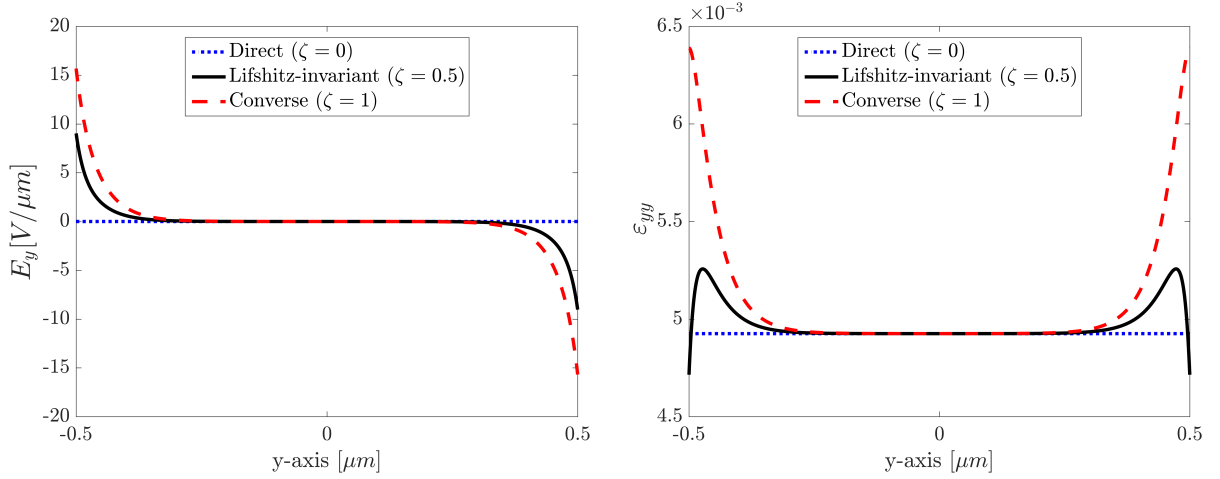 20
15
10
5
0
-5
-10
-15
-20
E_y [V/μm]
Direct (ζ = 0)
Lifshitz-invariant (ζ = 0.5)
Converse (ζ = 1)
-0.5
0
0.5
y-axis [μm]
×10⁻³
6.5
6
5.5
5
4.5
ε_yy
Direct (ζ = 0)
Lifshitz-invariant (ζ = 0.5)
Converse (ζ = 1)
-0.5
0
0.5
y-axis [μm]